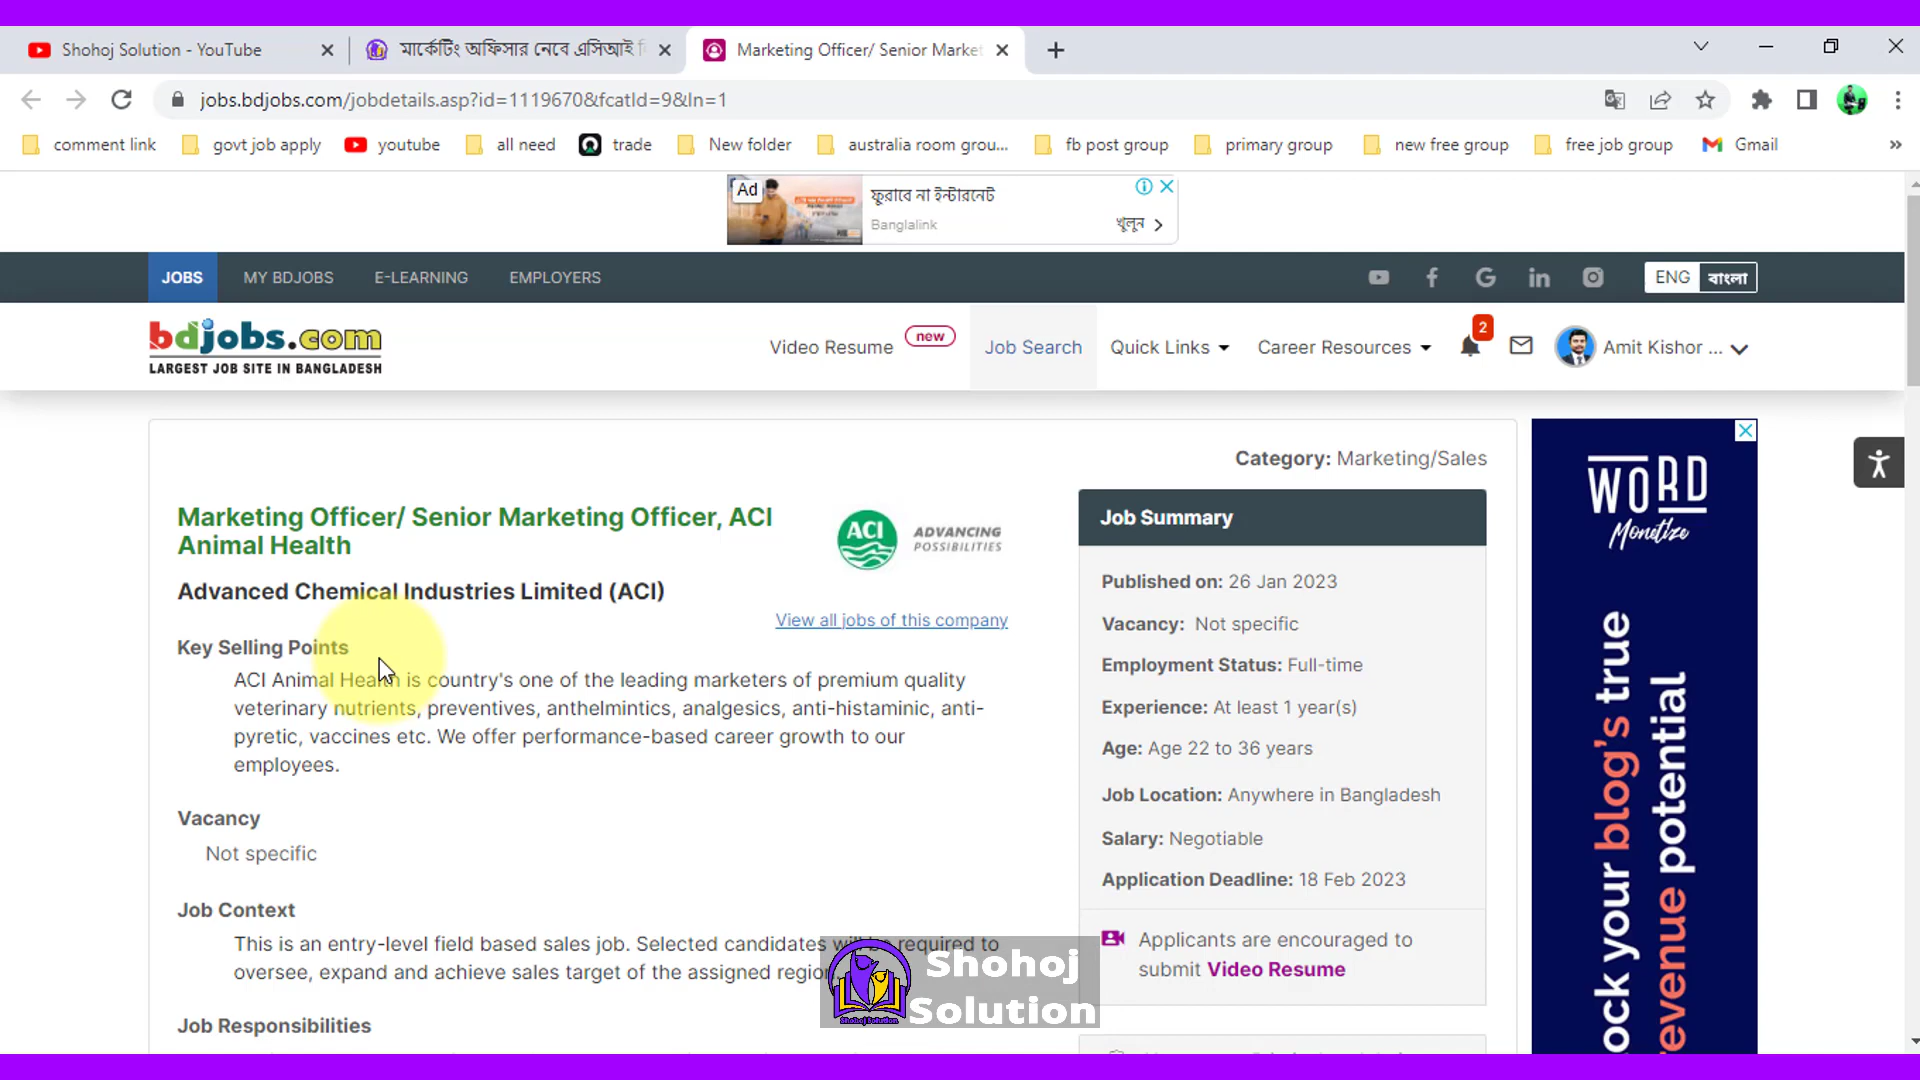 Shohoj Solution - YouTube
মার্কেটিং অফিসার নেবে এসিআই
Marketing Officer/ Senior Market
jobs.bdjobs.com/jobdetails.asp?id=1119670&fcatId=9&ln=1
comment link
govt job apply
youtube
all need
trade
New folder
australia room grou...
fb post group
primary group
new free group
free job group
Gmail
»
Ad
ফুরাবে না ইন্টারনেট
Banglalink
খুলুন
JOBS
MY BDJOBS
E-LEARNING
EMPLOYERS
ENG
বাংলা
bdjobs.com
LARGEST JOB SITE IN BANGLADESH
Video Resume
new
Job Search
Quick Links
Career Resources
2
Amit Kishor ...
Category: Marketing/Sales
Marketing Officer/ Senior Marketing Officer, ACI
Animal Health
ACI
ADVANCING
POSSIBILITIES
Advanced Chemical Industries Limited (ACI)
View all jobs of this company
Key Selling Points
ACI Animal Health is country's one of the leading marketers of premium quality
veterinary nutrients, preventives, anthelmintics, analgesics, anti-histaminic, anti-
pyretic, vaccines etc. We offer performance-based career growth to our
employees.
Vacancy
Not specific
Job Context
This is an entry-level field based sales job. Selected candidates will be required to
oversee, expand and achieve sales target of the assigned region
Job Responsibilities
Job Summary
Published on: 26 Jan 2023
Vacancy: Not specific
Employment Status: Full-time
Experience: At least 1 year(s)
Age: Age 22 to 36 years
Job Location: Anywhere in Bangladesh
Salary: Negotiable
Application Deadline: 18 Feb 2023
Applicants are encouraged to
submit Video Resume
WORD
Monetize
ock your blog's true
revenue potential
Shohoj
Solution
Shohoj Solution